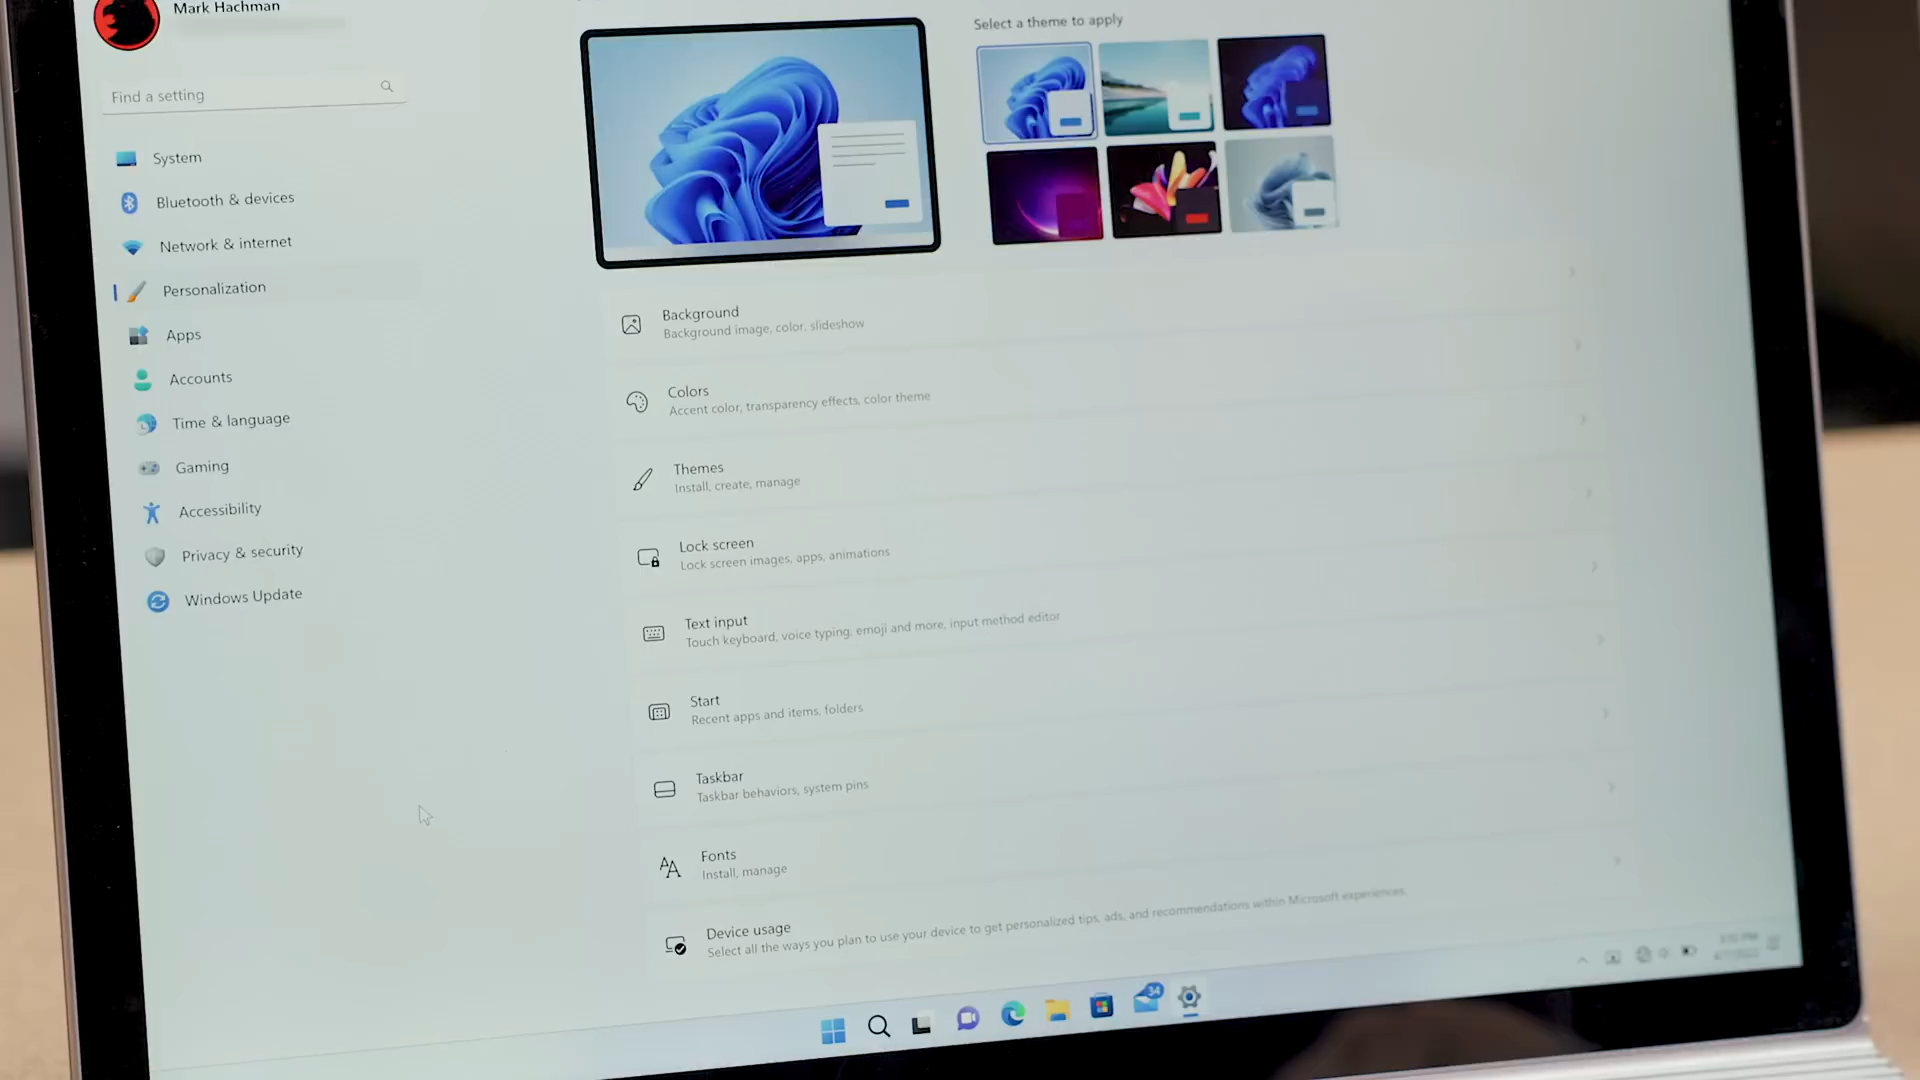 Mark Hachman
Find a setting
System
Bluetooth & devices
Network & internet
Personalization
Apps
Accounts
Time & language
Gaming
Accessibility
Privacy & security
Windows Update
Select a theme to apply
Background
Background image, color, slideshow
Colors
Accent color, transparency effects, color theme
Themes
Install, create, manage
Lock screen
Lock screen images, apps, animations
Text input
Touch keyboard, voice typing, emoji and more, input method editor
Start
Recent apps and items, folders
Taskbar
Taskbar behaviors, system pins
Fonts
Install, manage
Device usage
Select all the ways you plan to use your device to get personalized tips, ads, and recommendations within Microsoft experiences.
34